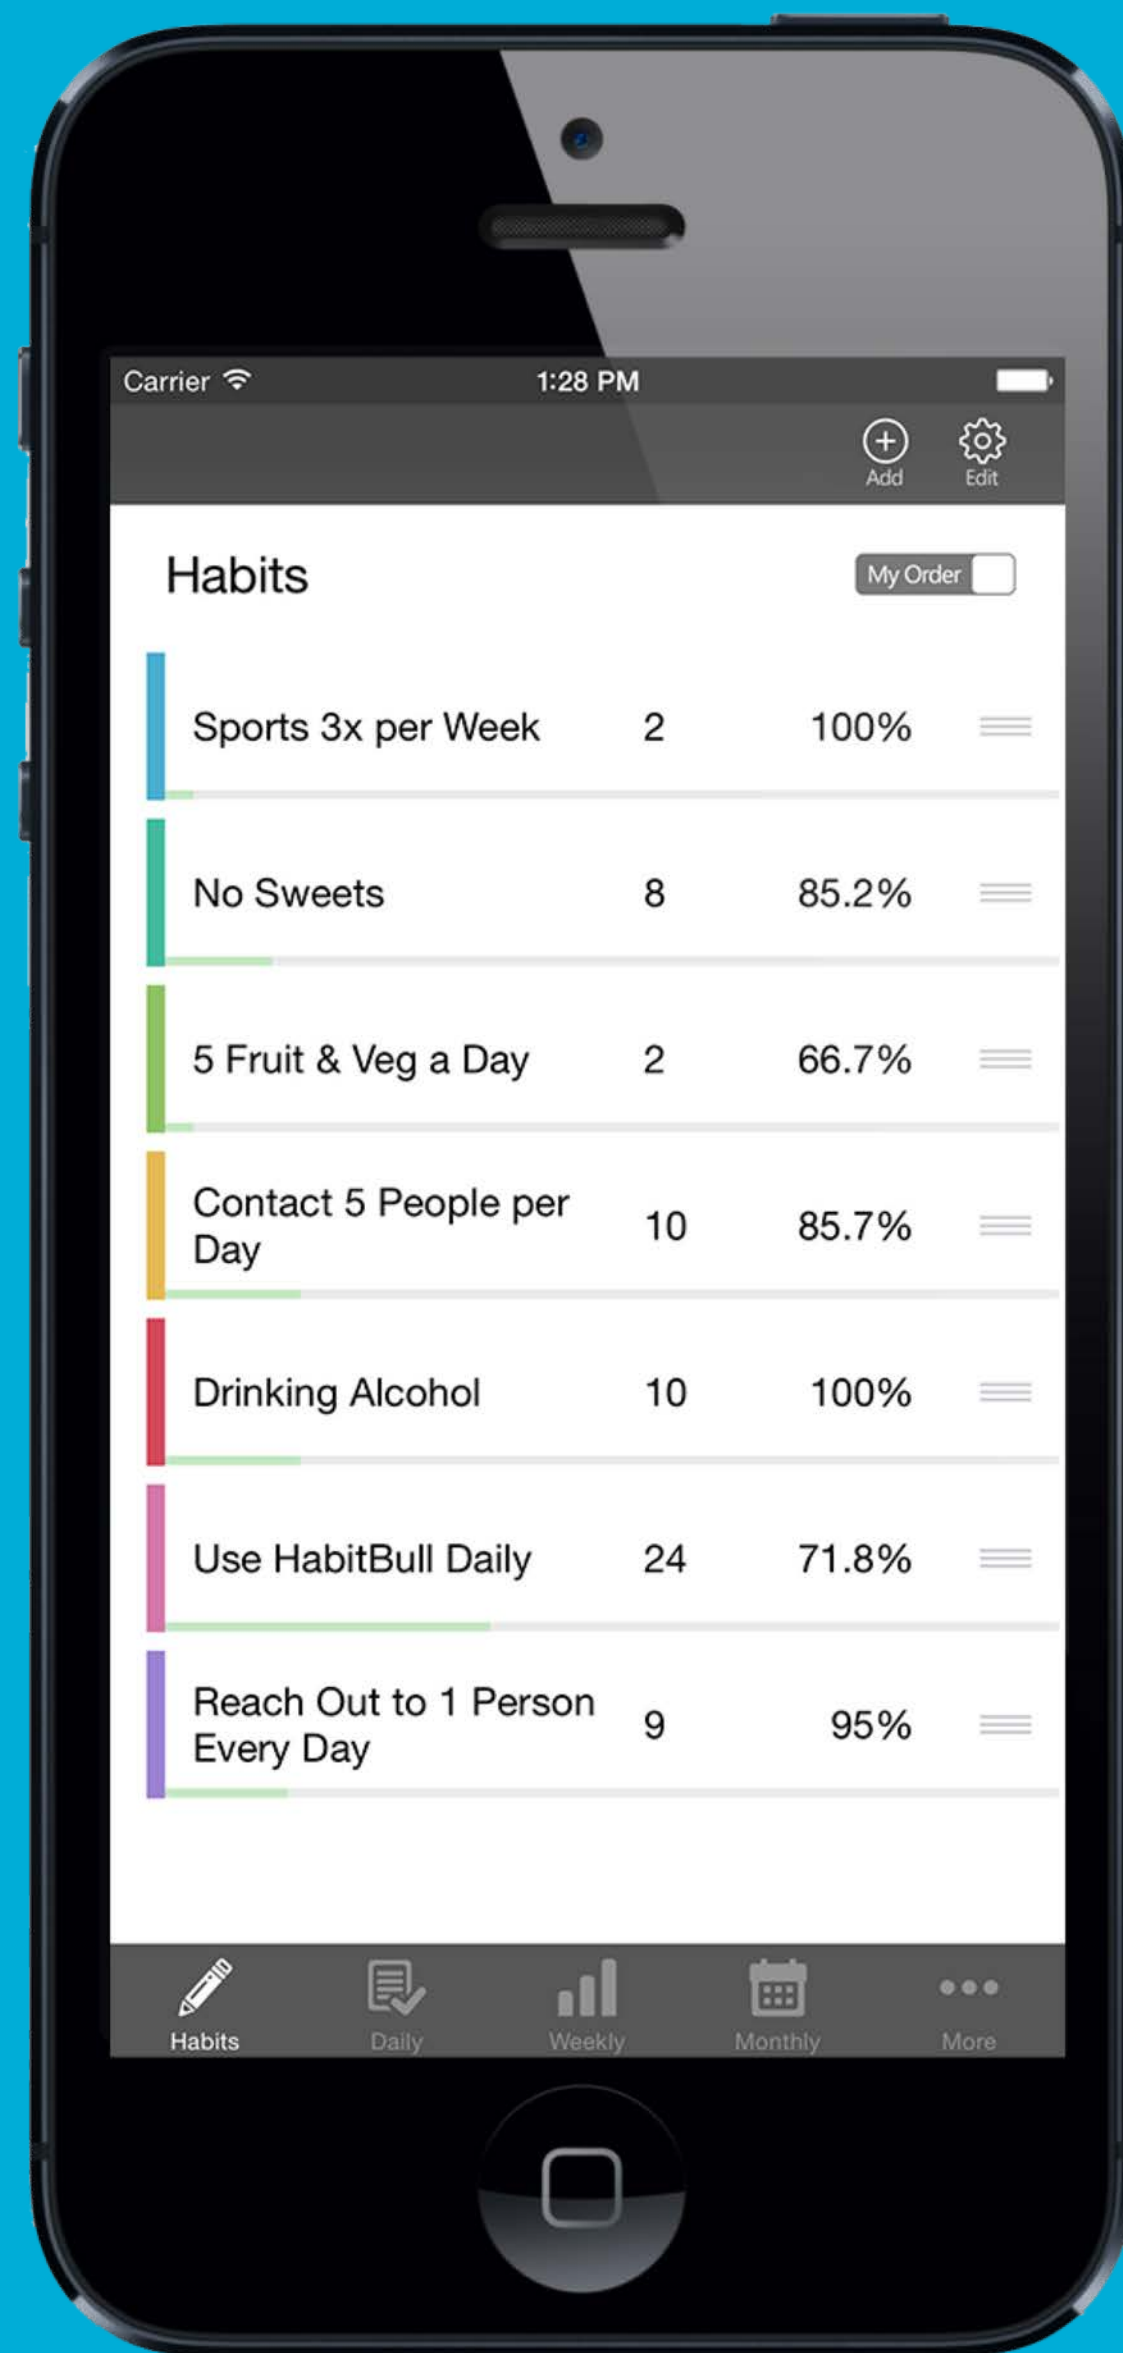 Carrier 1:28 PM
Add Edit
Habits My Order
Sports 3x per Week 2 100%
No Sweets 8 85.2%
5 Fruit & Veg a Day 2 66.7%
Contact 5 People per
Day 10 85.7%
Drinking Alcohol 10 100%
Use HabitBull Daily 24 71.8%
Reach Out to 1 Person
Every Day 9 95%
Habits Daily Weekly Monthly More